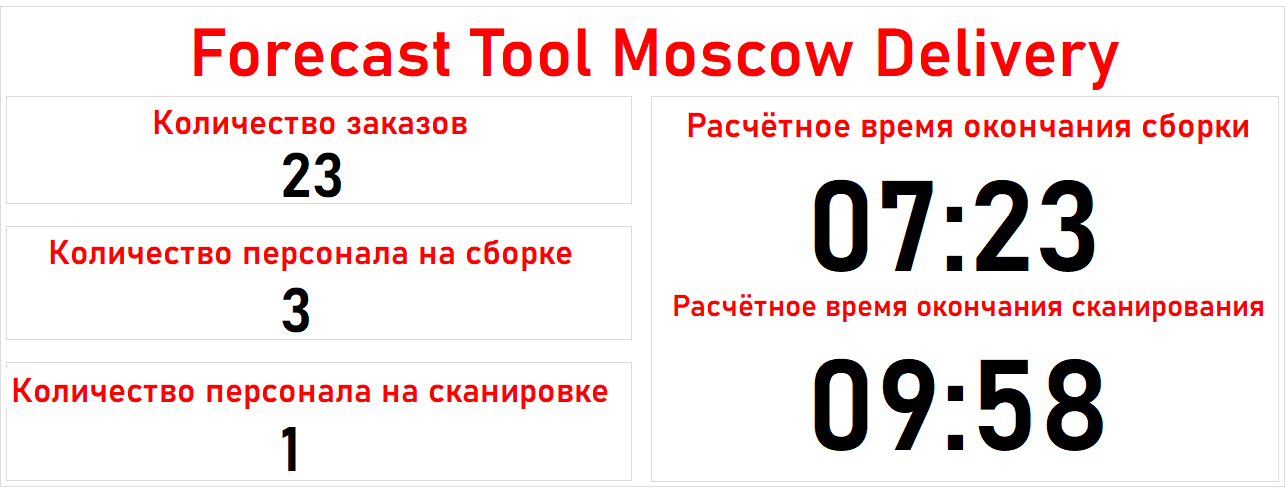 Forecast Tool Moscow Delivery
Количество заказов
23
Количество персонала на сборке
3
Количество персонала на сканировке
1
Расчётное время окончания сборки
07:23
Расчётное время окончания сканирования
09:58